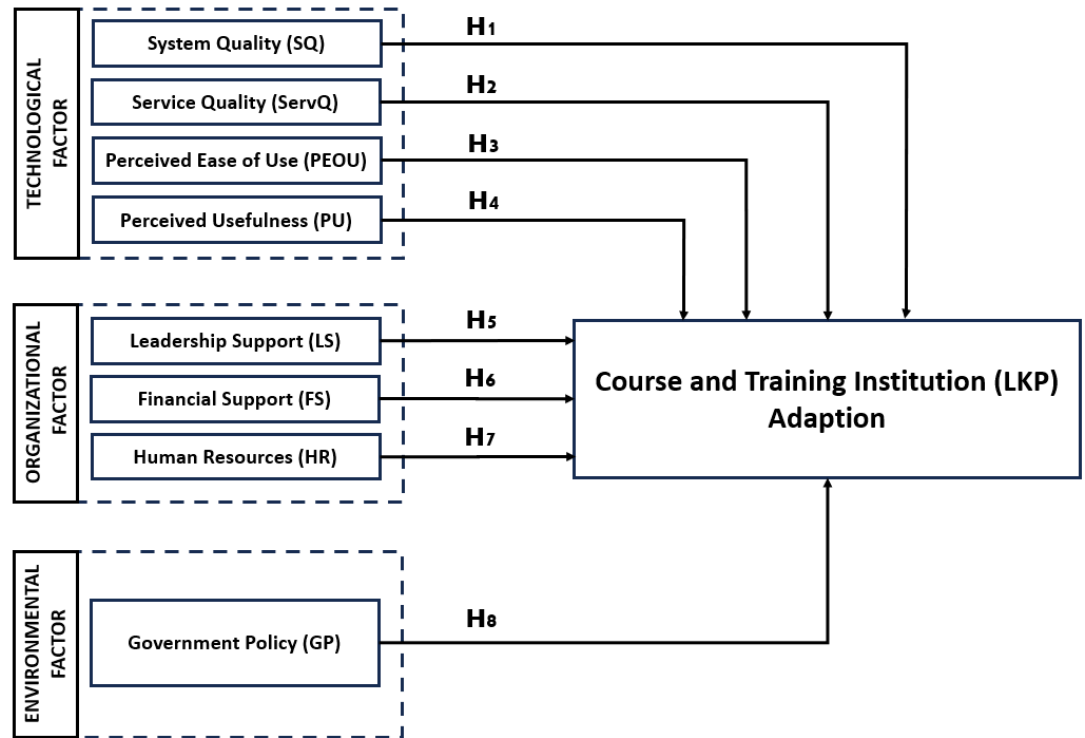 TECHNOLOGICAL
FACTOR
System Quality (SQ)
Service Quality (ServQ)
Perceived Ease of Use (PEOU)
Perceived Usefulness (PU)
H1
H2
H3
H4
ORGANIZATIONAL
FACTOR
Leadership Support (LS)
Financial Support (FS)
Human Resources (HR)
H5
H6
H7
Course and Training Institution (LKP)
Adaption
ENVIRONMENTAL
FACTOR
Government Policy (GP)
H8